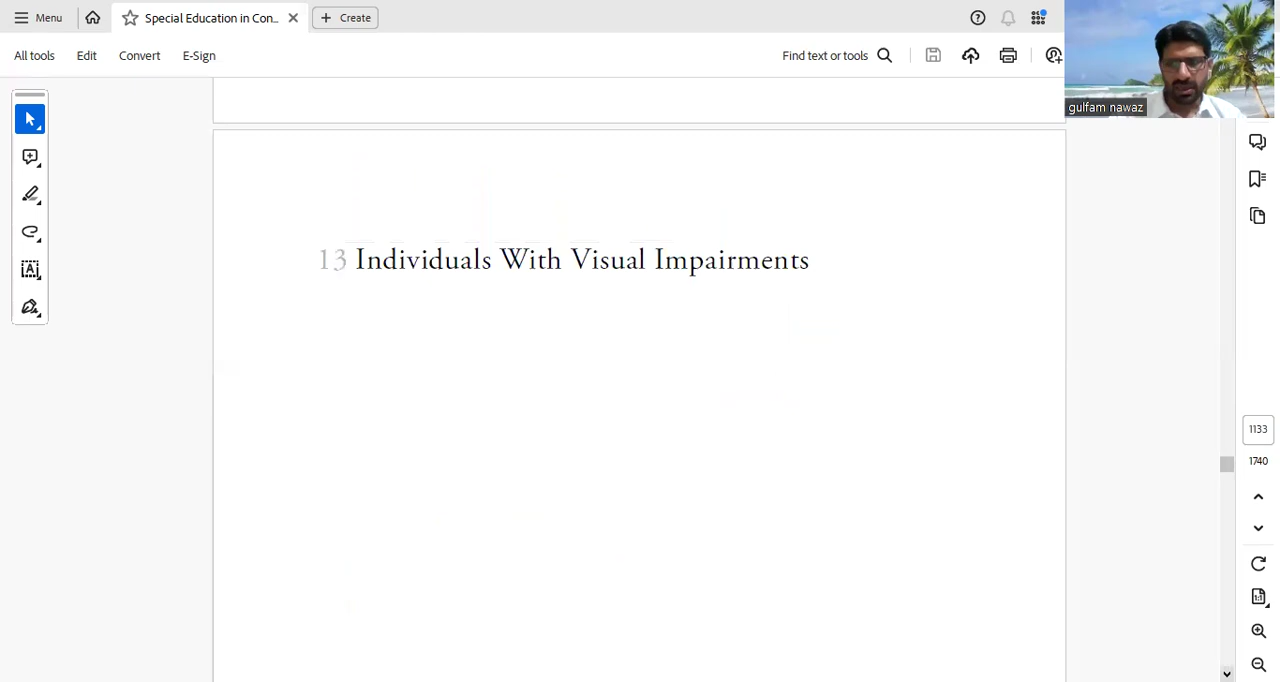 Menu
Special Education in Con...
Create
All tools
Edit
Convert
E-Sign
Find text or tools
gulfam nawaz
13 Individuals With Visual Impairments
1133
1740